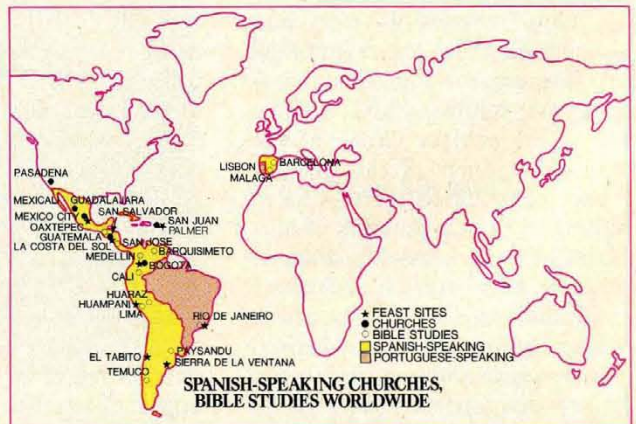 PASADENA
MEXICALI
GUADALAJARA
MEXICO CITY
SAN SALVADOR
OAXTEPEC
SAN JUAN
PALMER
GUATEMALA
LA COSTA DEL SOL
SAN JOSE
BARQUISIMETO
MEDELLIN
BOGOTA
CALI
HUARAZ
HUAMPANI
LIMA
RIO DE JANEIRO
EL TABITO
PAYSANDU
SIERRA DE LA VENTANA
TEMUCO
LISBON
BARCELONA
MALAGA
FEAST SITES
CHURCHES
BIBLE STUDIES
SPANISH-SPEAKING
PORTUGUESE-SPEAKING
SPANISH-SPEAKING CHURCHES,
BIBLE STUDIES WORLDWIDE